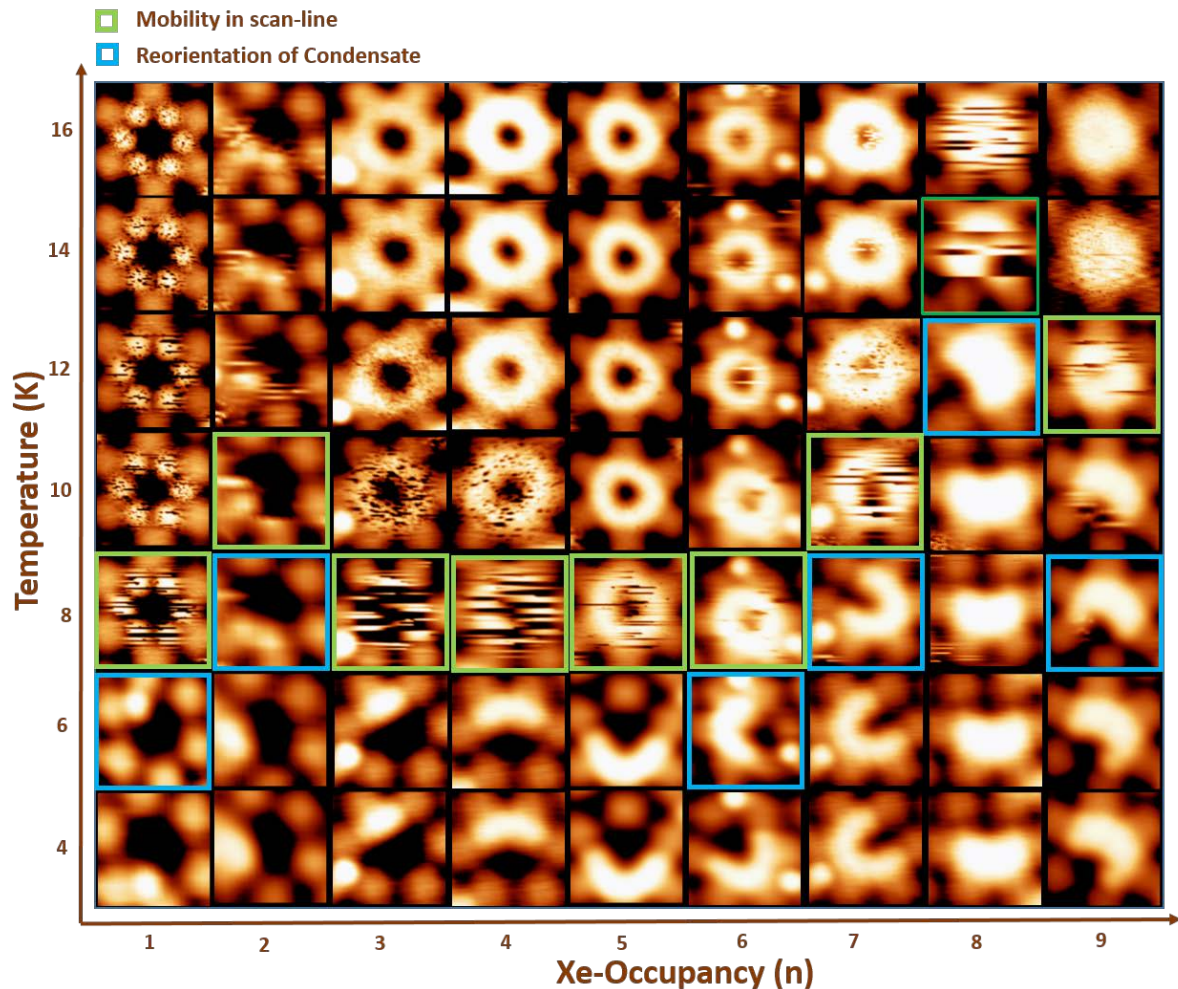 Mobility in scan-line
Reorientation of Condensate
Temperature (K)
16
14
12
10
8
6
4
1 2 3 4 5 6 7 8 9
Xe-Occupancy (n)